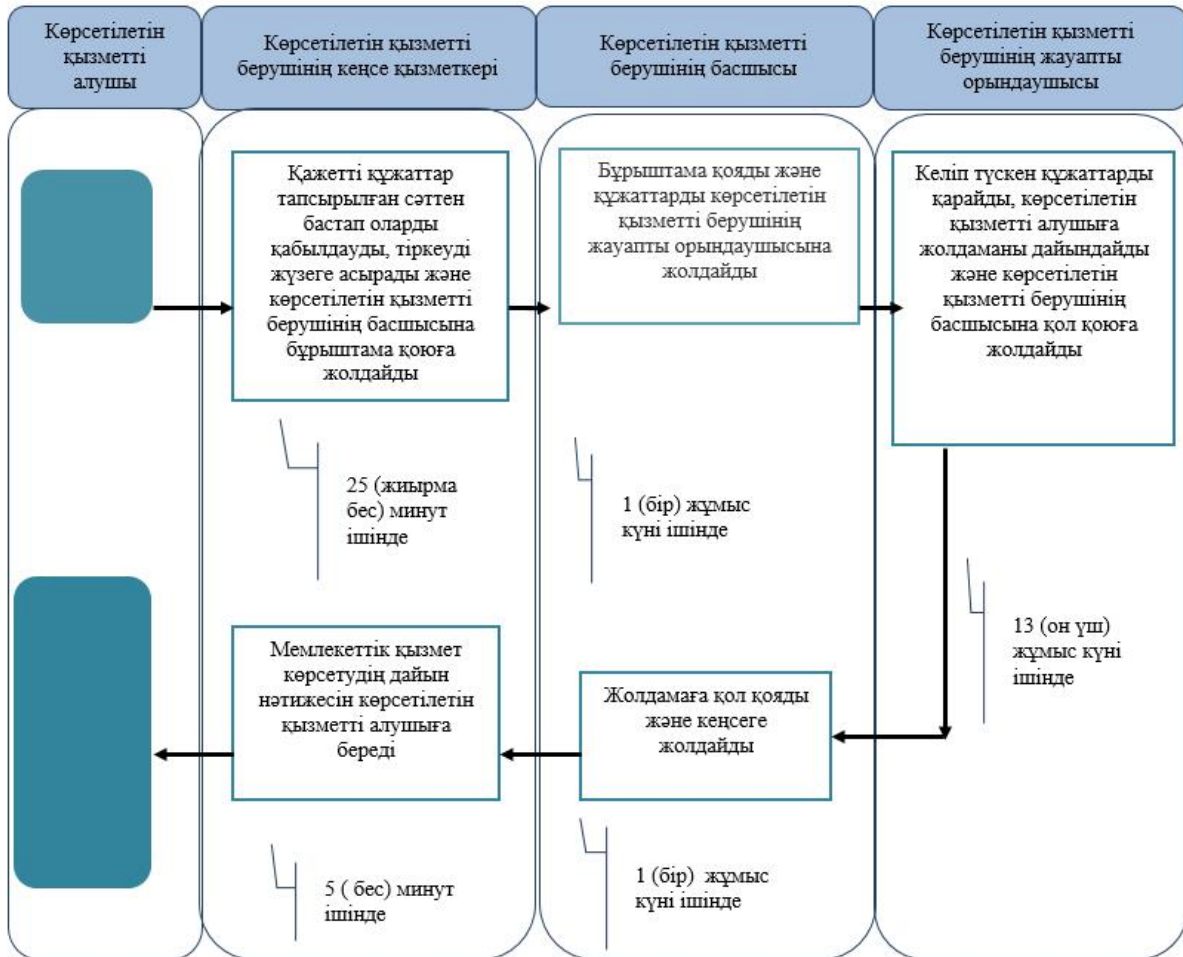 Көрсетілетін
қызметті
алушы
Көрсетілетін қызметті
берушінің кеңсе қызметкері
Көрсетілетін қызметті
берушінің басшысы
Көрсетілетін қызметті
берушінің жауапты
орындаушысы
Қажетті құжаттар
тапсырылған сәттен
бастап оларды
қабылдауды, тіркеуді
жүзеге асырады және
көрсетілетін қызметті
берушінің басшысына
бұрыштама қоюға
жолдайды
Бұрыштама қояды және
құжаттарды көрсетілетін
қызметті берушінің
жауапты орындаушысына
жолдайды
Келіп түскен құжаттарды
қарайды, көрсетілетін
қызметті алушыға
жолдаманы дайындайды
және көрсетілетін
қызметті берушінің
басшысына қол қоюға
жолдайды
25 (жиырма
бес) минут
ішінде
1 (бір) жұмыс
күні ішінде
13 (он үш)
жұмыс күні
ішінде
Мемлекеттік қызмет
көрсетудің дайын
нәтижесін көрсетілетін
қызметті алушыға
береді
Жолдамаға қол қояды
және кеңсеге
жолдайды
5 ( бес) минут
ішінде
1 (бір) жұмыс
күні ішінде